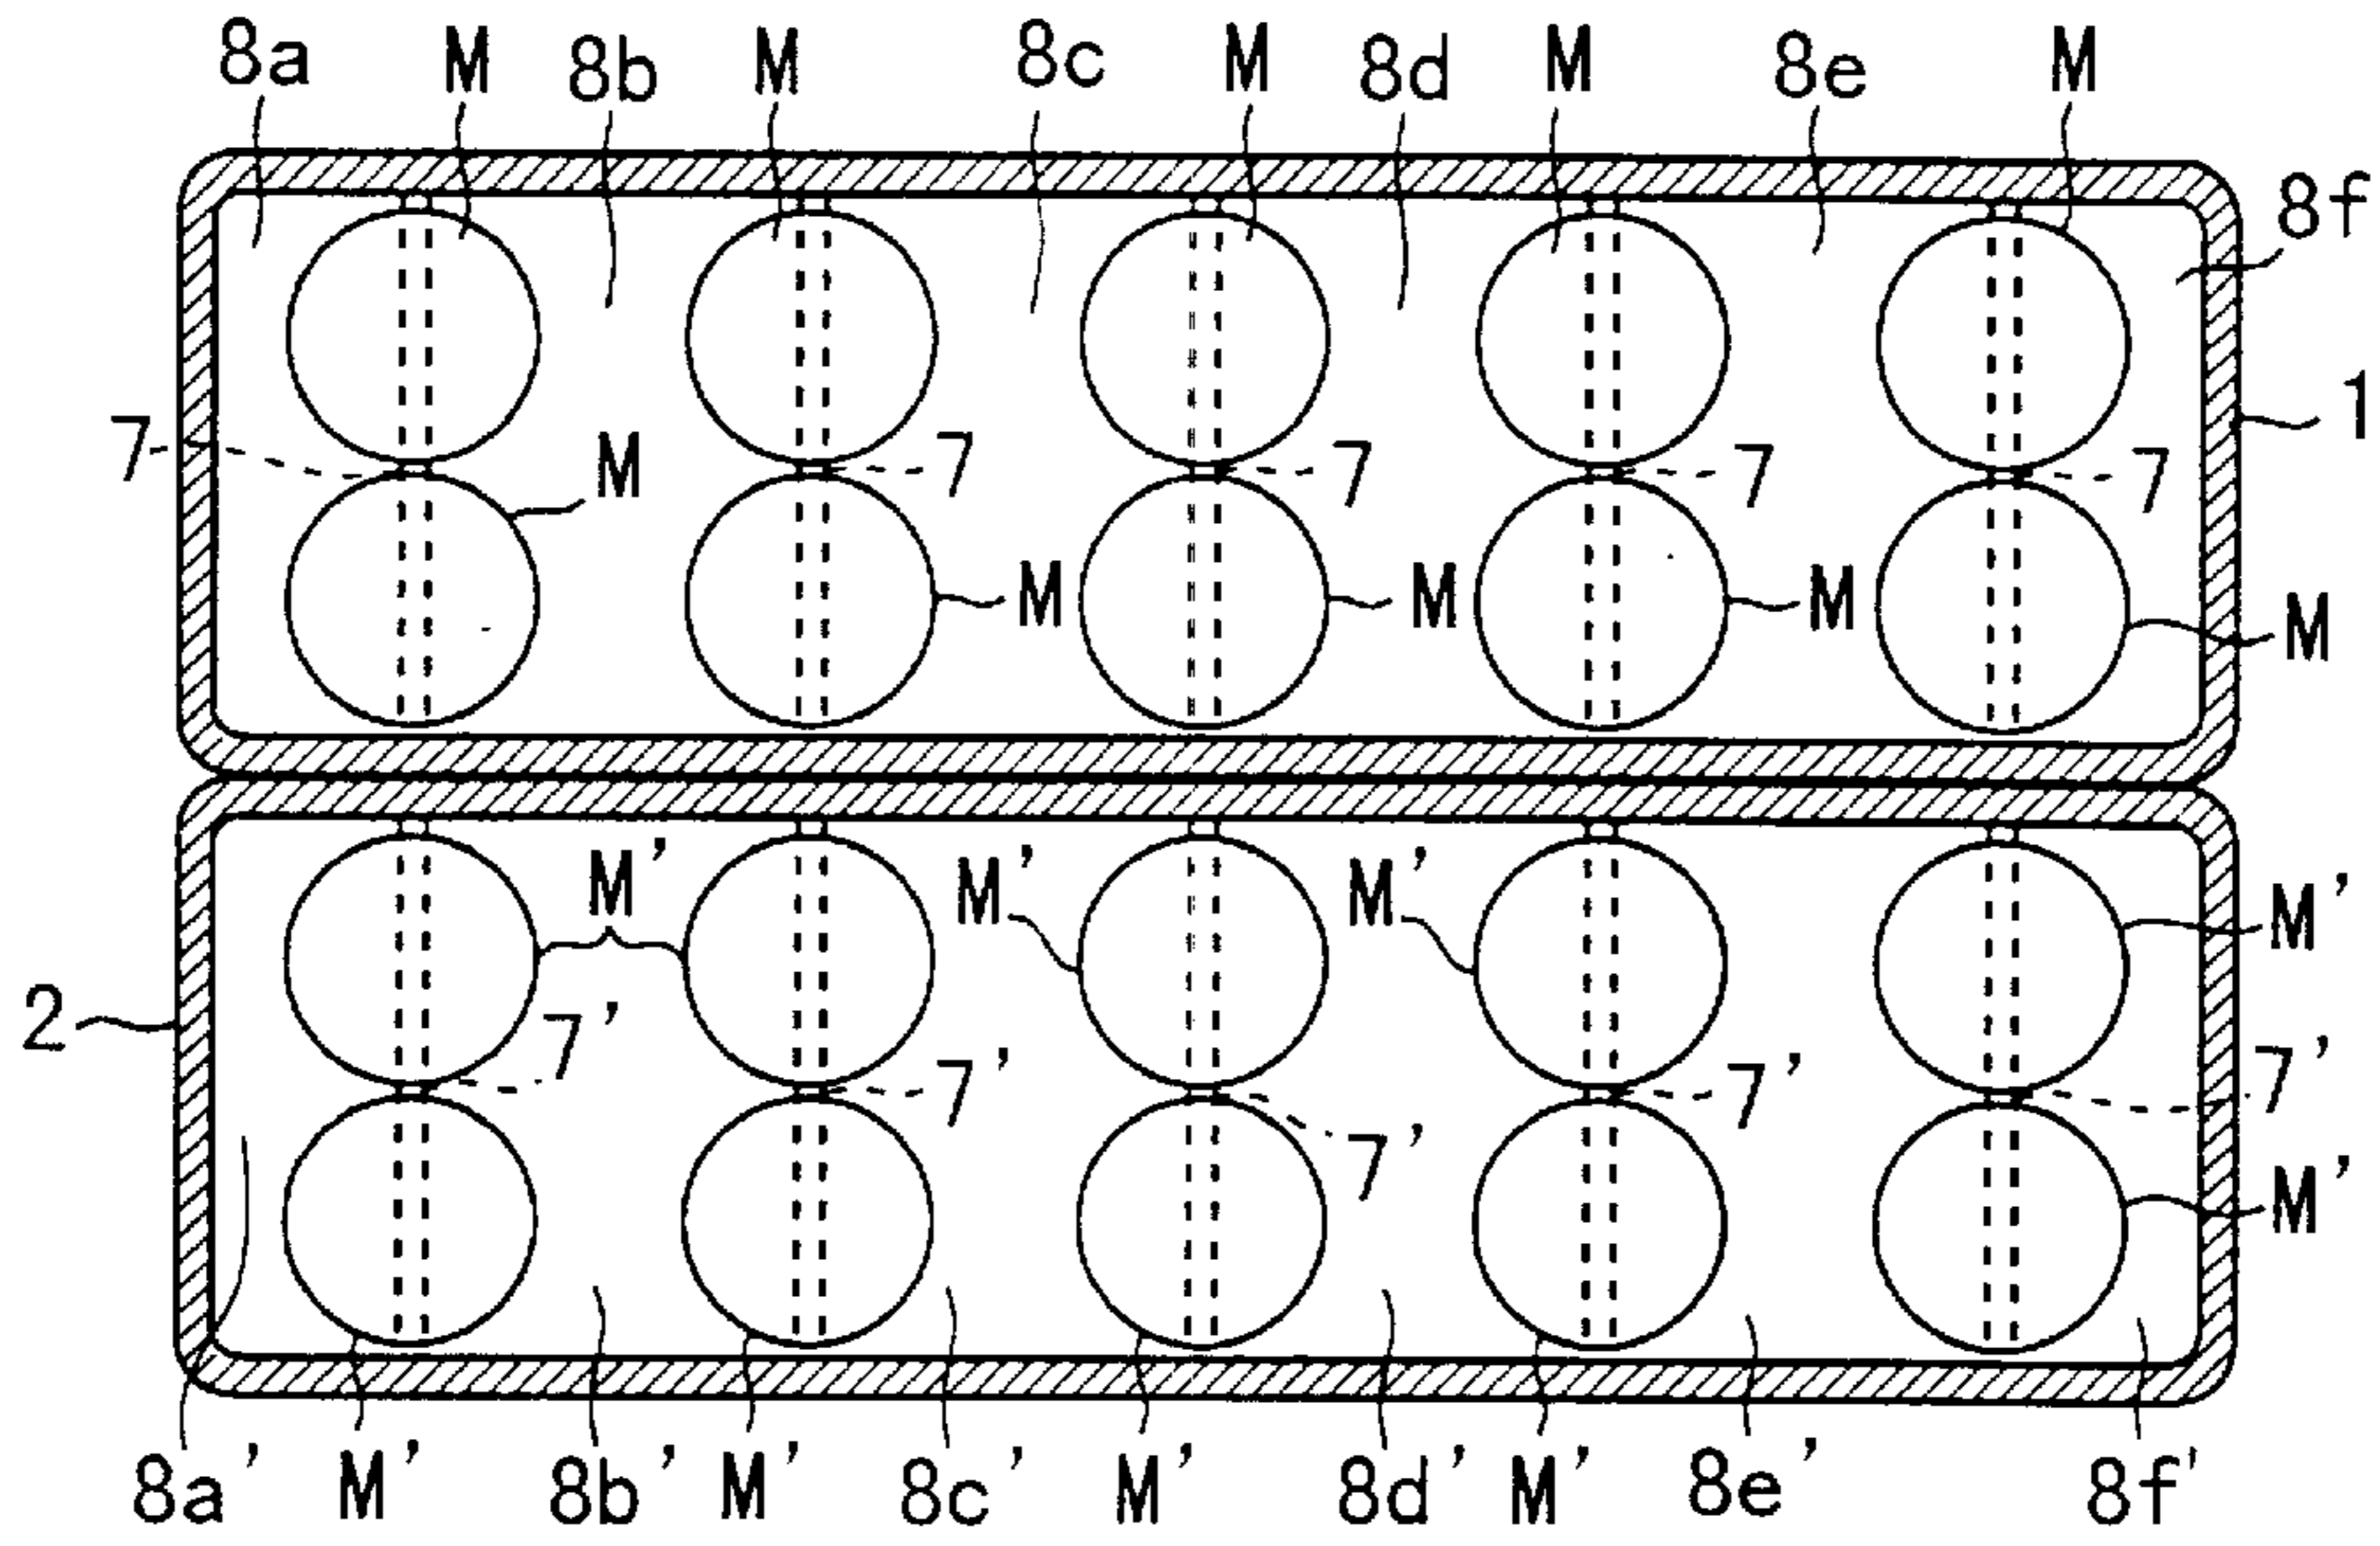 8a M 8b M 8c M 8d M 8e M
8f
1
7 M 7 7 7 7
M M M M
M' M' M' M'
2
7' 7' 7' 7'
7'
M'
8a' M' 8b' M' 8c' M' 8d' M' 8e' 8f'